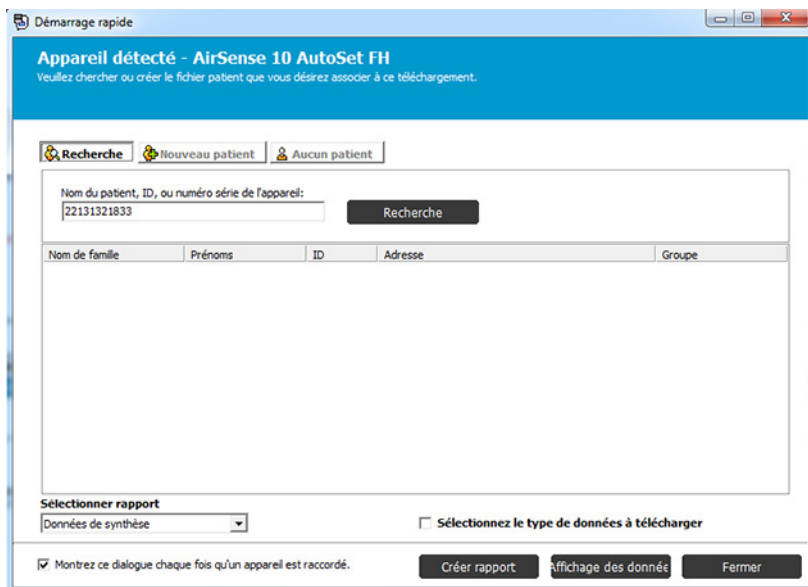 Démarrage rapide
Appareil détecté - AirSense 10 AutoSet FH
Veuillez chercher ou créer le fichier patient que vous désirez associer à ce téléchargement.
Recherche
Nouveau patient
Aucun patient
Nom du patient, ID, ou numéro série de l'appareil:
22131321833
Recherche
Nom de famille Prénoms ID Adresse Groupe
Sélectionner rapport
Données de synthèse
Sélectionnez le type de données à télécharger
Montrez ce dialogue chaque fois qu'un appareil est raccordé.
Créer rapport
Affichage des donnée
Fermer